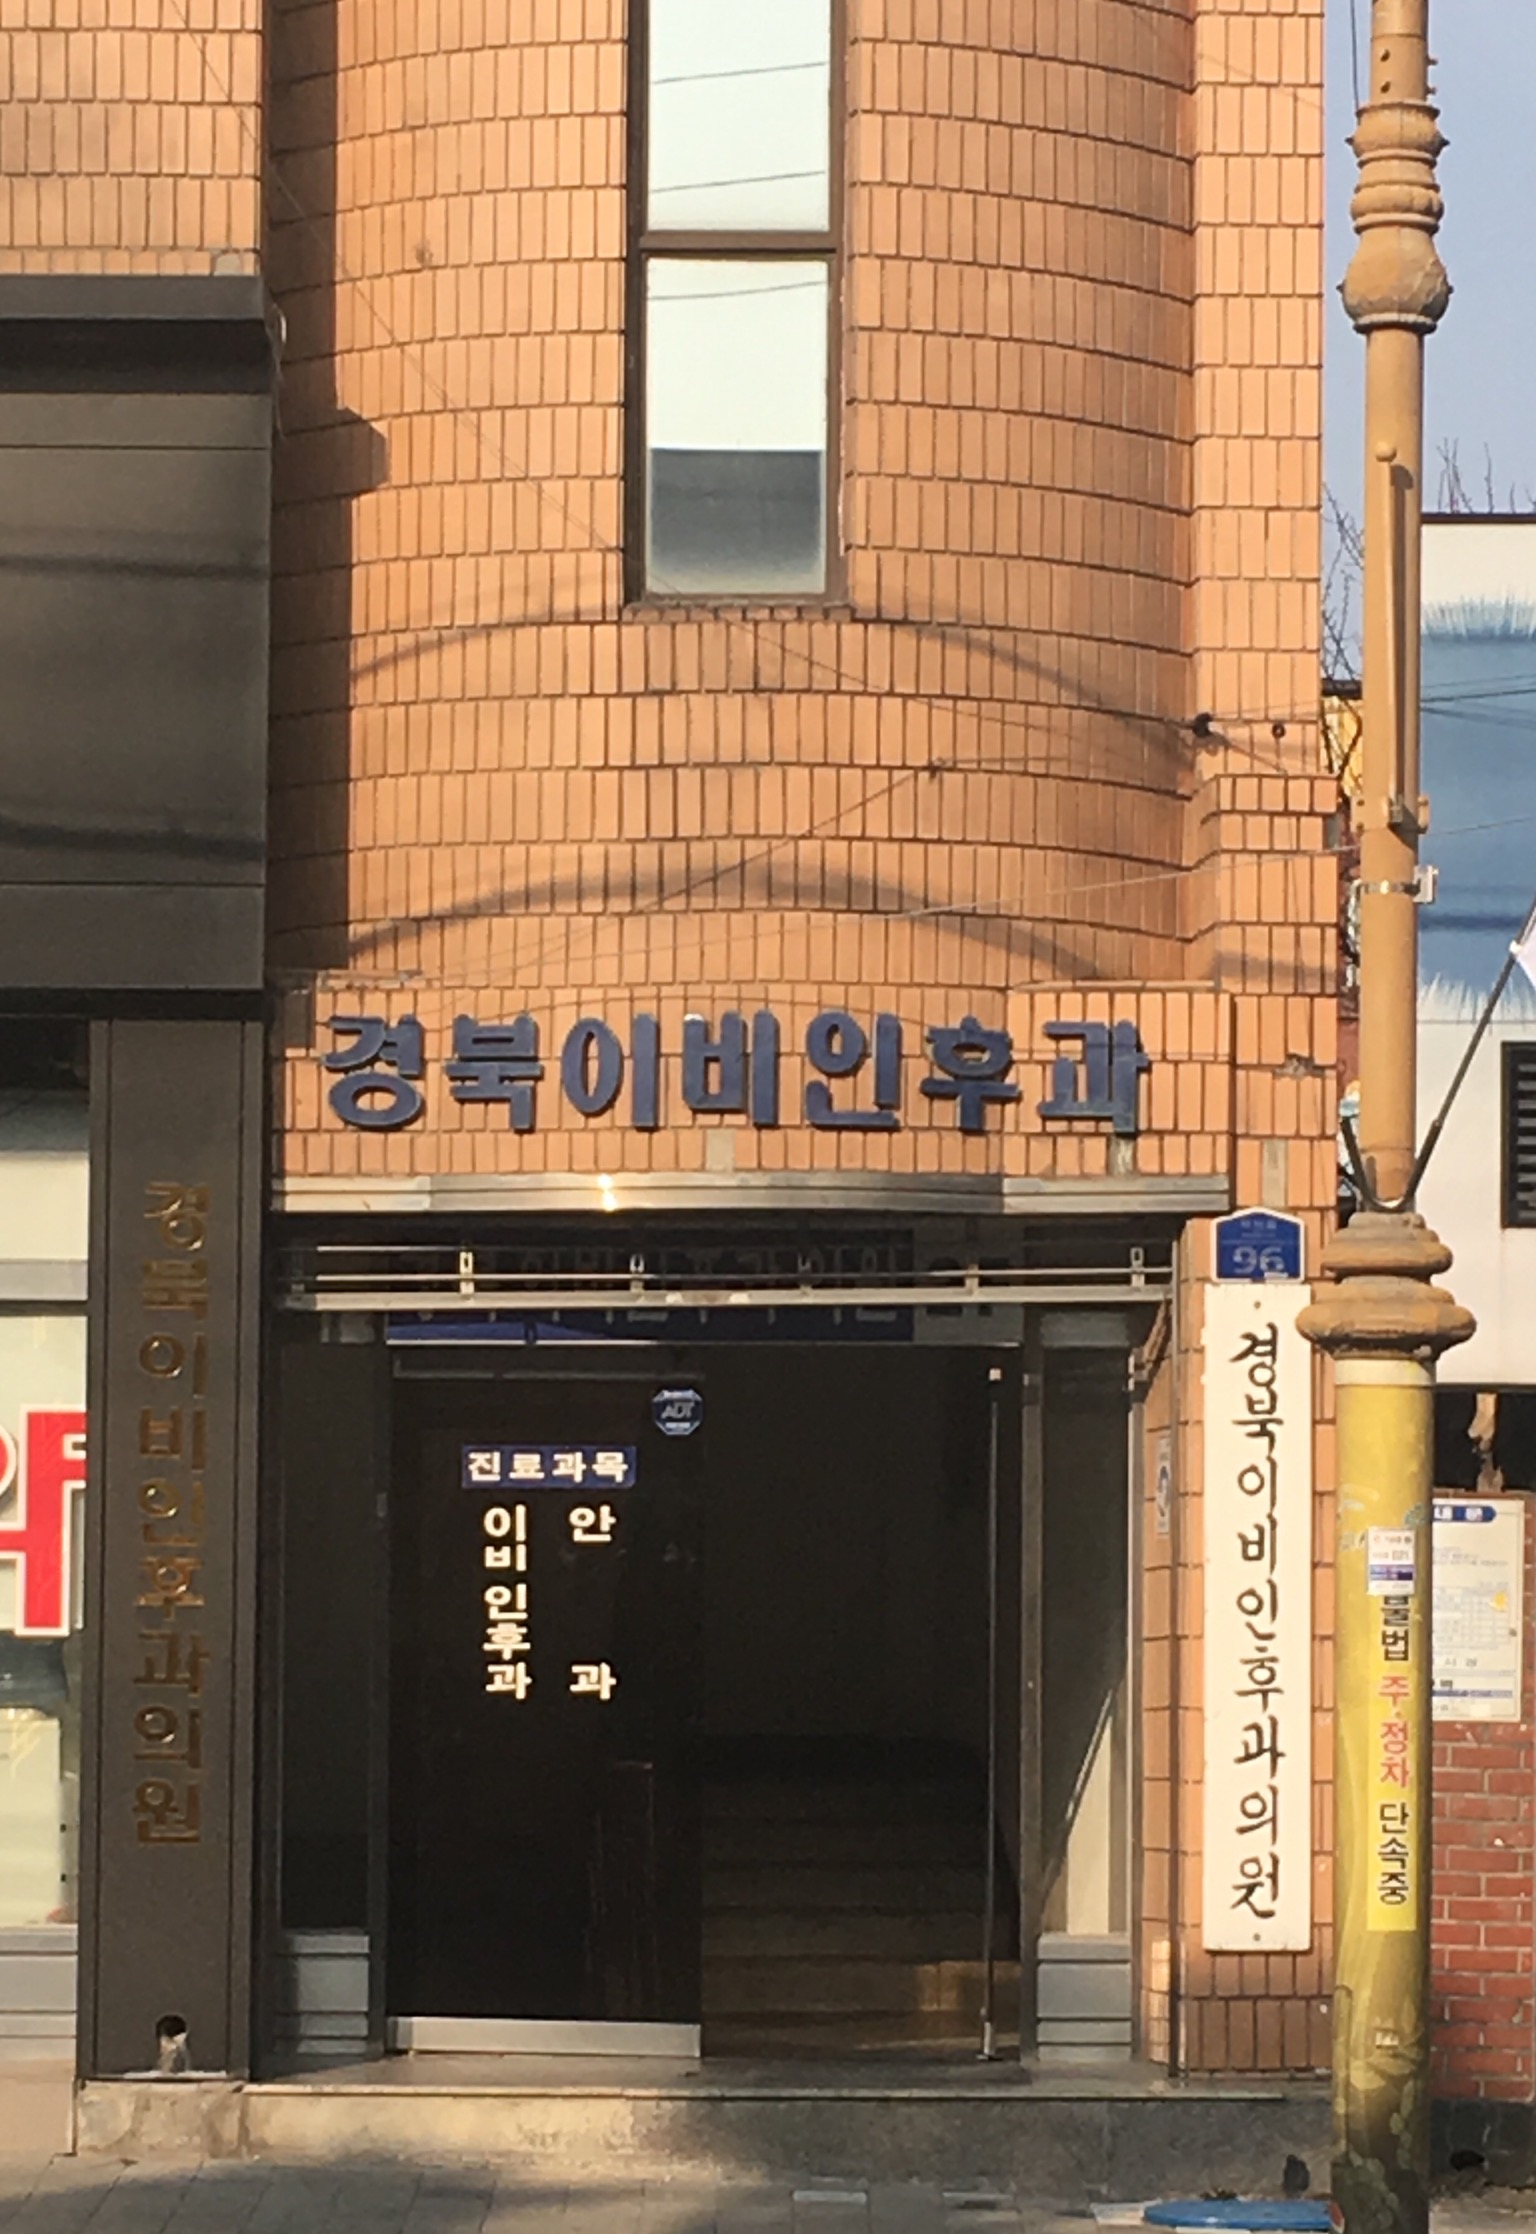 경북이비인후과
경북이비인후과의원
96
ADT
진료과목
이비인후과
안과
경북이비인후과의원
불법 주·정차 단속중